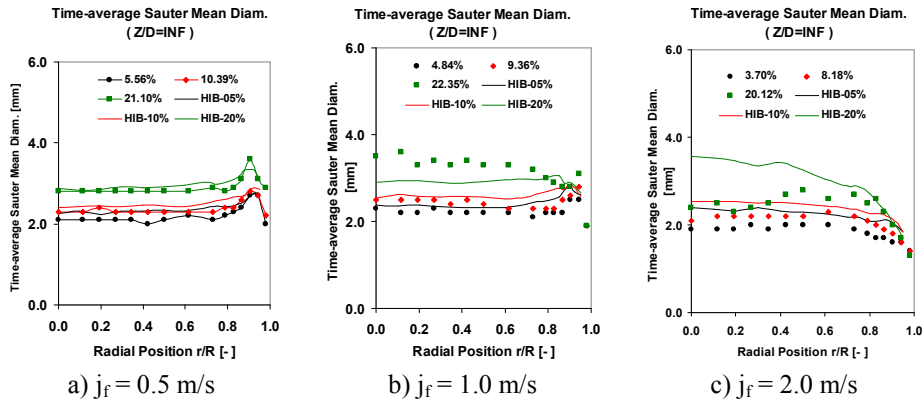 Time-average Sauter Mean Diam.
( Z/D=INF )
6.0
4.0
2.0
0.0
Time-average Sauter Mean Diam. [mm]
5.56%
10.39%
21.10%
HIB-05%
HIB-10%
HIB-20%
0.0 0.2 0.4 0.6 0.8 1.0
Radial Position r/R [- ]
a) jf = 0.5 m/s
Time-average Sauter Mean Diam.
( Z/D=INF )
6.0
4.0
2.0
0.0
Time-average Sauter Mean Diam.
4.84%
9.36%
22.35%
HIB-05%
HIB-10%
HIB-20%
0.0 0.2 0.4 0.6 0.8 1.0
Radial Position r/R [- ]
b) jf = 1.0 m/s
Time-average Sauter Mean Diam.
( Z/D=INF )
6.0
4.0
2.0
0.0
Time-average Sauter Mean Diam.
3.70%
8.18%
20.12%
HIB-05%
HIB-10%
HIB-20%
0.0 0.2 0.4 0.6 0.8 1.0
Radial Position r/R [- ]
c) jf = 2.0 m/s